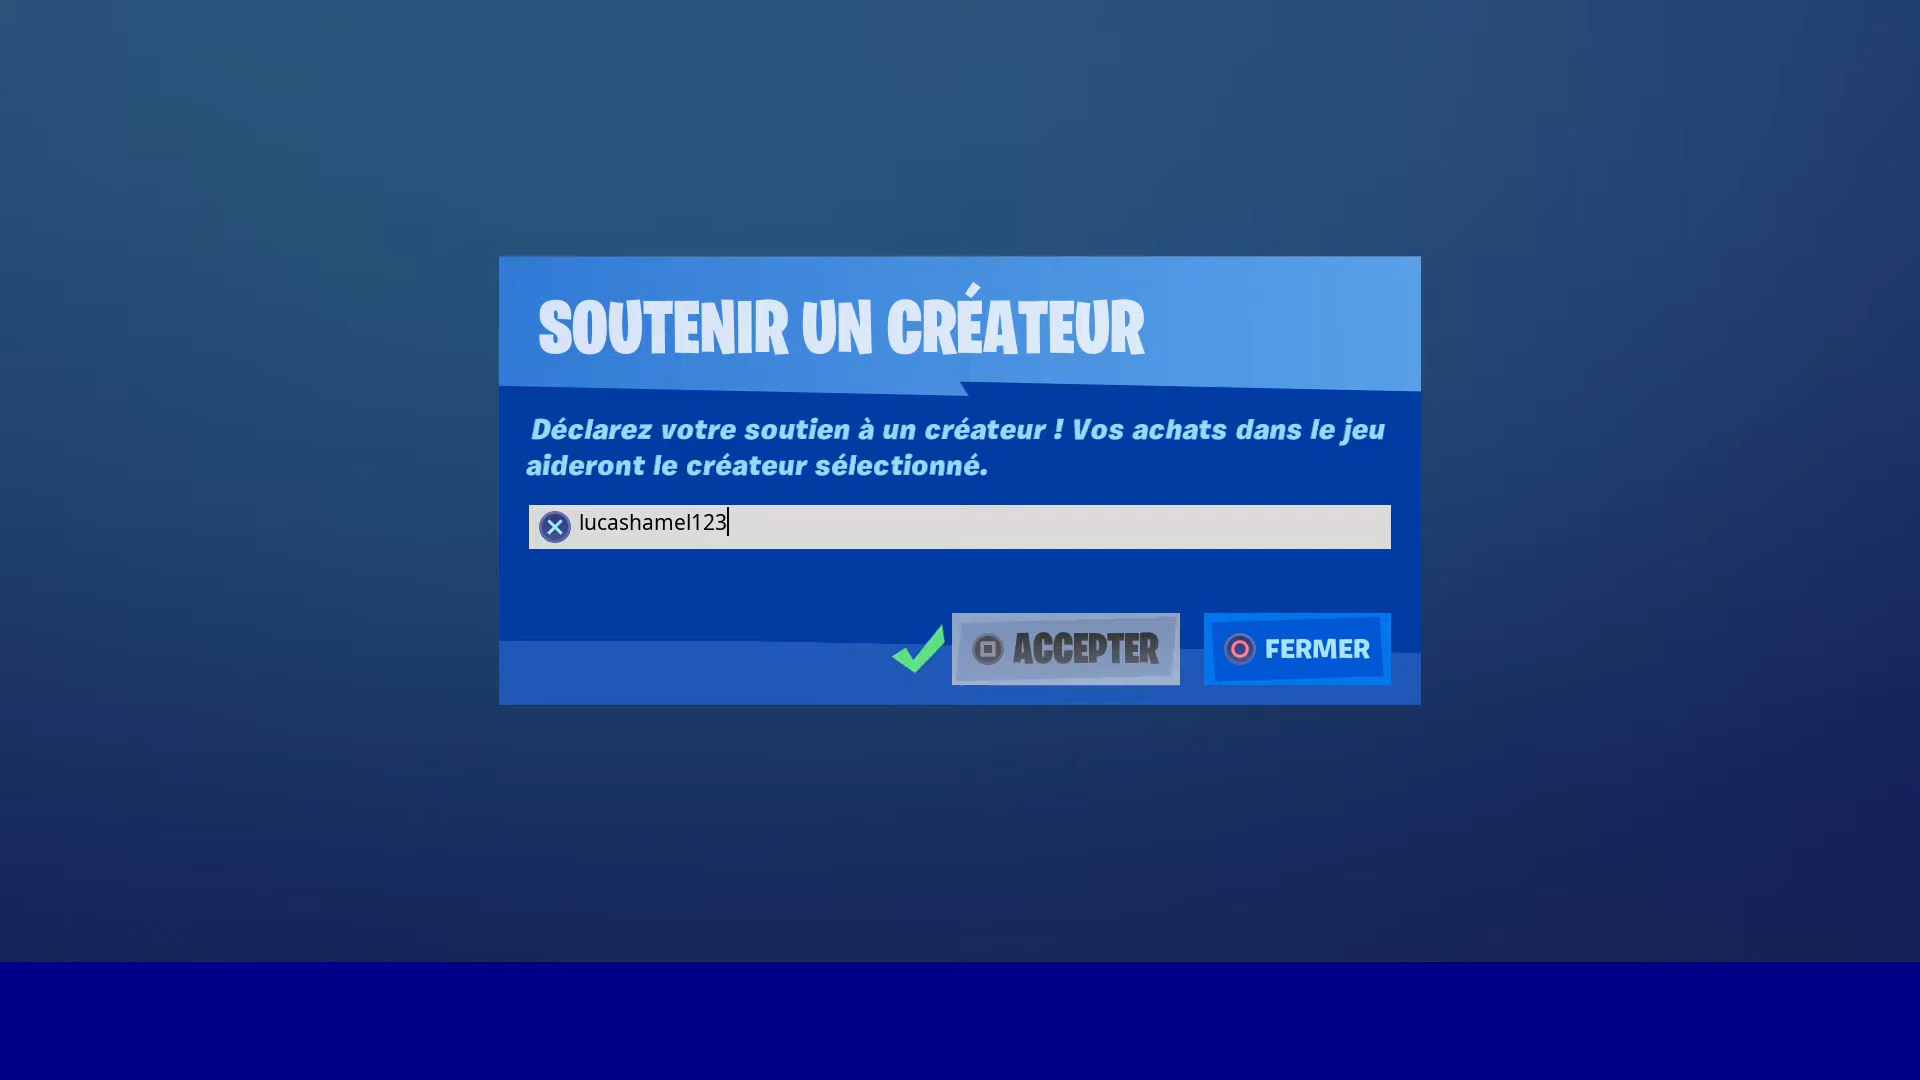 SOUTENIR UN CRÉATEUR
Déclarez votre soutien à un créateur ! Vos achats dans le jeu
aideront le créateur sélectionné.
lucashamel123
ACCEPTER
FERMER